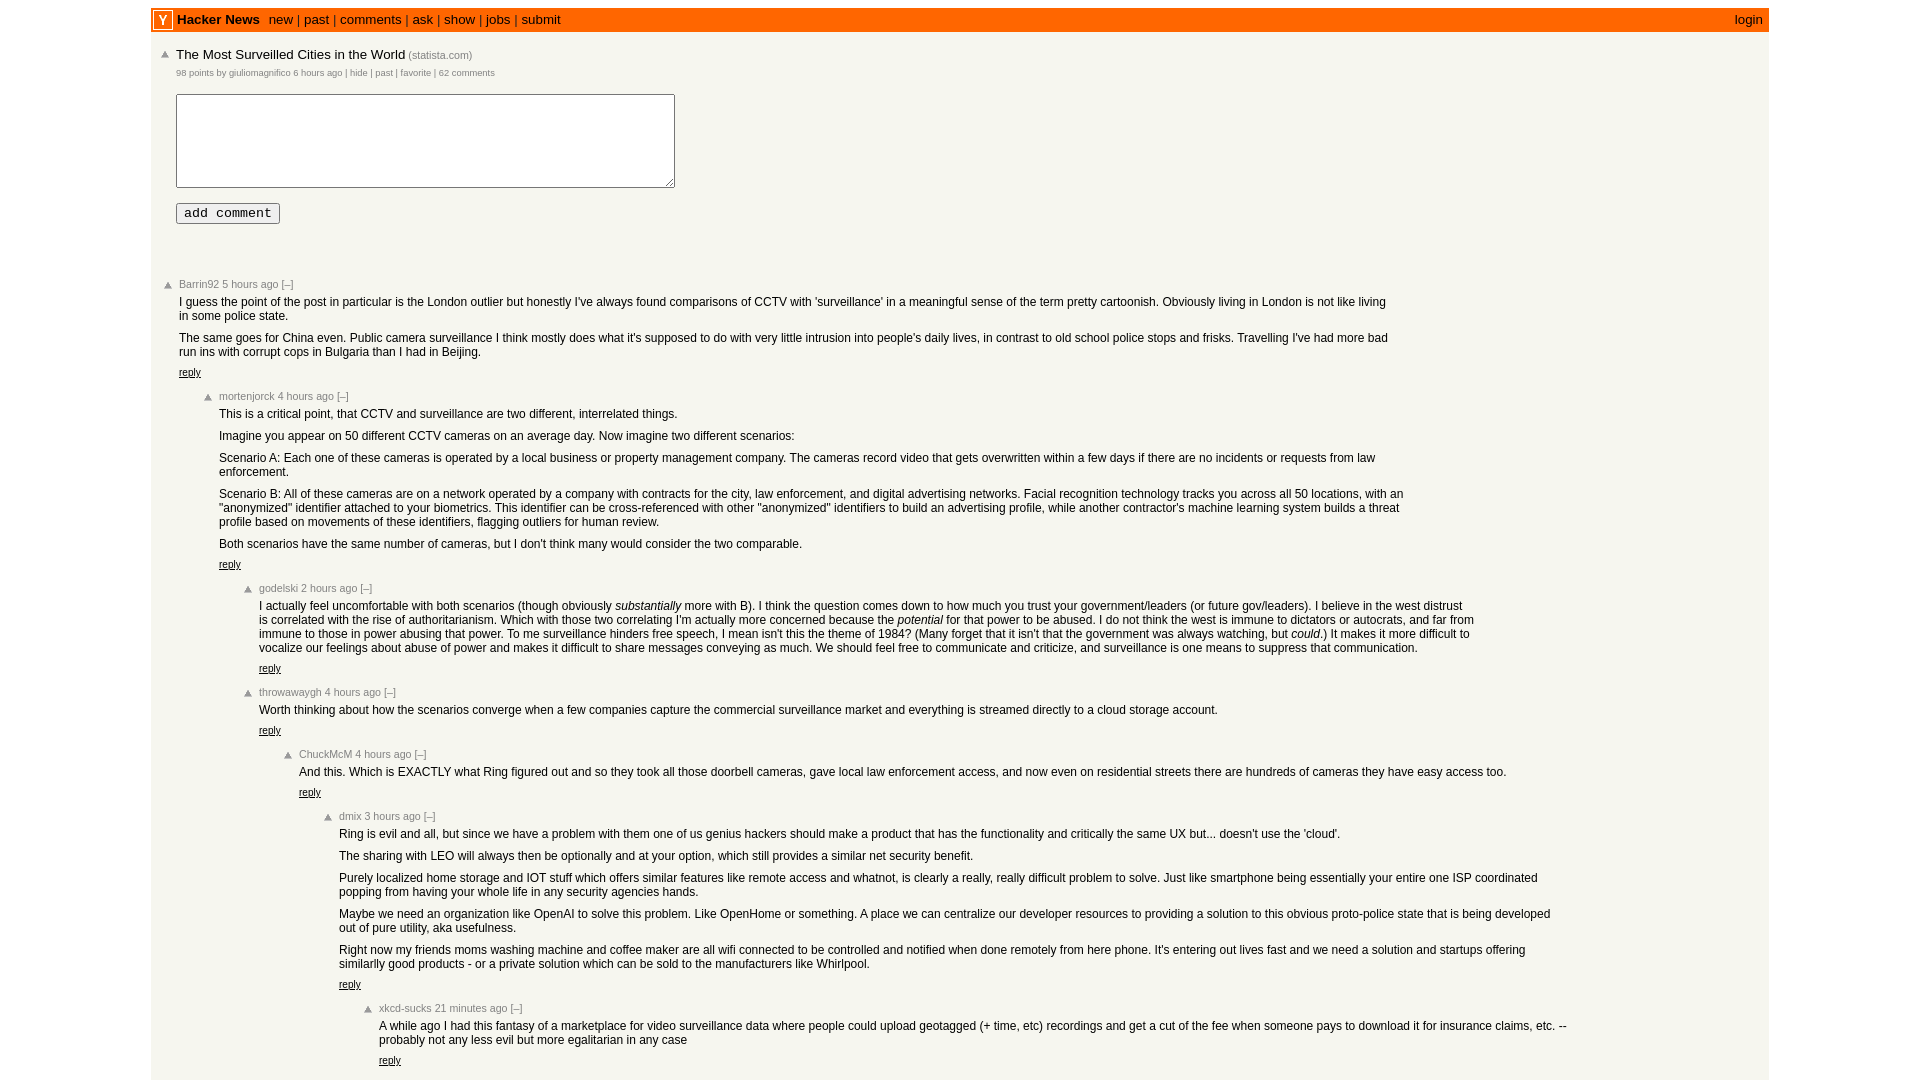 Y Hacker News new | past | comments | ask | show | jobs | submit login
The Most Surveilled Cities in the World (statista.com)
98 points by giuliomagnifico 6 hours ago | hide | past | favorite | 62 comments
add comment
Barrin92 5 hours ago [–]
I guess the point of the post in particular is the London outlier but honestly I've always found comparisons of CCTV with 'surveillance' in a meaningful sense of the term pretty cartoonish. Obviously living in London is not like living
in some police state.
The same goes for China even. Public camera surveillance I think mostly does what it's supposed to do with very little intrusion into people's daily lives, in contrast to old school police stops and frisks. Travelling I've had more bad
run ins with corrupt cops in Bulgaria than I had in Beijing.
reply
mortenjorck 4 hours ago [–]
This is a critical point, that CCTV and surveillance are two different, interrelated things.
Imagine you appear on 50 different CCTV cameras on an average day. Now imagine two different scenarios:
Scenario A: Each one of these cameras is operated by a local business or property management company. The cameras record video that gets overwritten within a few days if there are no incidents or requests from law
enforcement.
Scenario B: All of these cameras are on a network operated by a company with contracts for the city, law enforcement, and digital advertising networks. Facial recognition technology tracks you across all 50 locations, with an
"anonymized" identifier attached to your biometrics. This identifier can be cross-referenced with other "anonymized" identifiers to build an advertising profile, while another contractor's machine learning system builds a threat
profile based on movements of these identifiers, flagging outliers for human review.
Both scenarios have the same number of cameras, but I don't think many would consider the two comparable.
reply
godelski 2 hours ago [–]
I actually feel uncomfortable with both scenarios (though obviously substantially more with B). I think the question comes down to how much you trust your government/leaders (or future gov/leaders). I believe in the west distrust
is correlated with the rise of authoritarianism. Which with those two correlating I'm actually more concerned because the potential for that power to be abused. I do not think the west is immune to dictators or autocrats, and far from
immune to those in power abusing that power. To me surveillance hinders free speech, I mean isn't this the theme of 1984? (Many forget that it isn't that the government was always watching, but could.) It makes it more difficult to
vocalize our feelings about abuse of power and makes it difficult to share messages conveying as much. We should feel free to communicate and criticize, and surveillance is one means to suppress that communication.
reply
throwawaygh 4 hours ago [–]
Worth thinking about how the scenarios converge when a few companies capture the commercial surveillance market and everything is streamed directly to a cloud storage account.
reply
ChuckMcM 4 hours ago [–]
And this. Which is EXACTLY what Ring figured out and so they took all those doorbell cameras, gave local law enforcement access, and now even on residential streets there are hundreds of cameras they have easy access too.
reply
dmix 3 hours ago [–]
Ring is evil and all, but since we have a problem with them one of us genius hackers should make a product that has the functionality and critically the same UX but... doesn't use the 'cloud'.
The sharing with LEO will always then be optionally and at your option, which still provides a similar net security benefit.
Purely localized home storage and IOT stuff which offers similar features like remote access and whatnot, is clearly a really, really difficult problem to solve. Just like smartphone being essentially your entire one ISP coordinated
popping from having your whole life in any security agencies hands.
Maybe we need an organization like OpenAI to solve this problem. Like OpenHome or something. A place we can centralize our developer resources to providing a solution to this obvious proto-police state that is being developed
out of pure utility, aka usefulness.
Right now my friends moms washing machine and coffee maker are all wifi connected to be controlled and notified when done remotely from here phone. It's entering out lives fast and we need a solution and startups offering
similarlly good products - or a private solution which can be sold to the manufacturers like Whirlpool.
reply
xkcd-sucks 21 minutes ago [–]
A while ago I had this fantasy of a marketplace for video surveillance data where people could upload geotagged (+ time, etc) recordings and get a cut of the fee when someone pays to download it for insurance claims, etc. --
probably not any less evil but more egalitarian in any case
reply